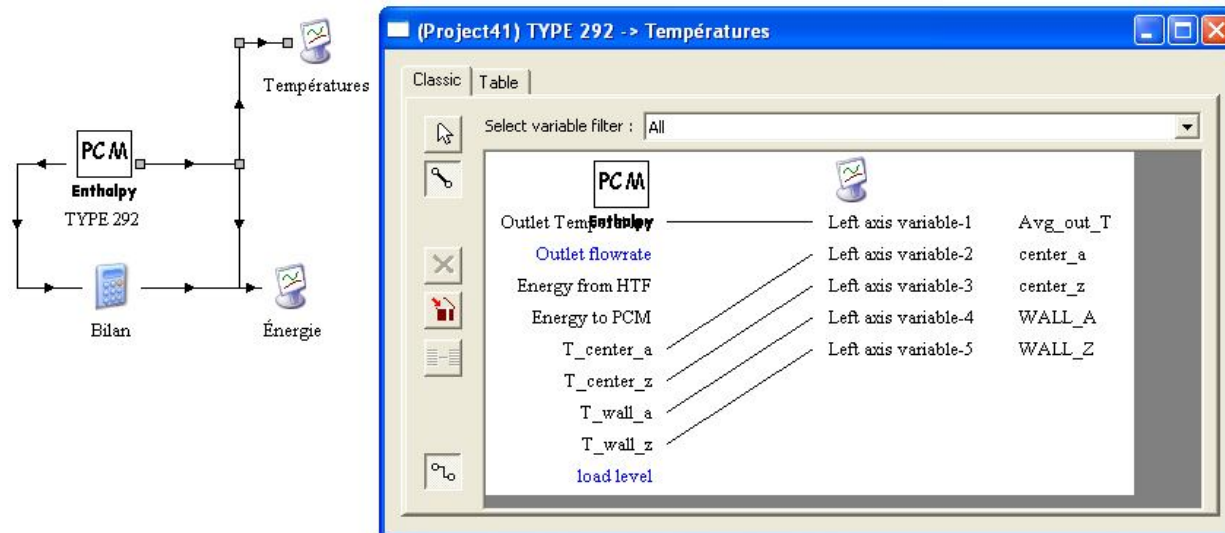 Températures
PCM
Enthalpy
TYPE 292
Bilan
Énergie
(Project41) TYPE 292 -> Températures
Classic
Table
Select variable filter : All
PCM
Enthalpy
Outlet
Left axis variable-1 Avg_out_T
Outlet flowrate Left axis variable-2 center_a
Energy from HTF Left axis variable-3 center_z
Energy to PCM Left axis variable-4 WALL_A
T_center_a Left axis variable-5 WALL_Z
T_center_z
T_wall_a
T_wall_z
load level